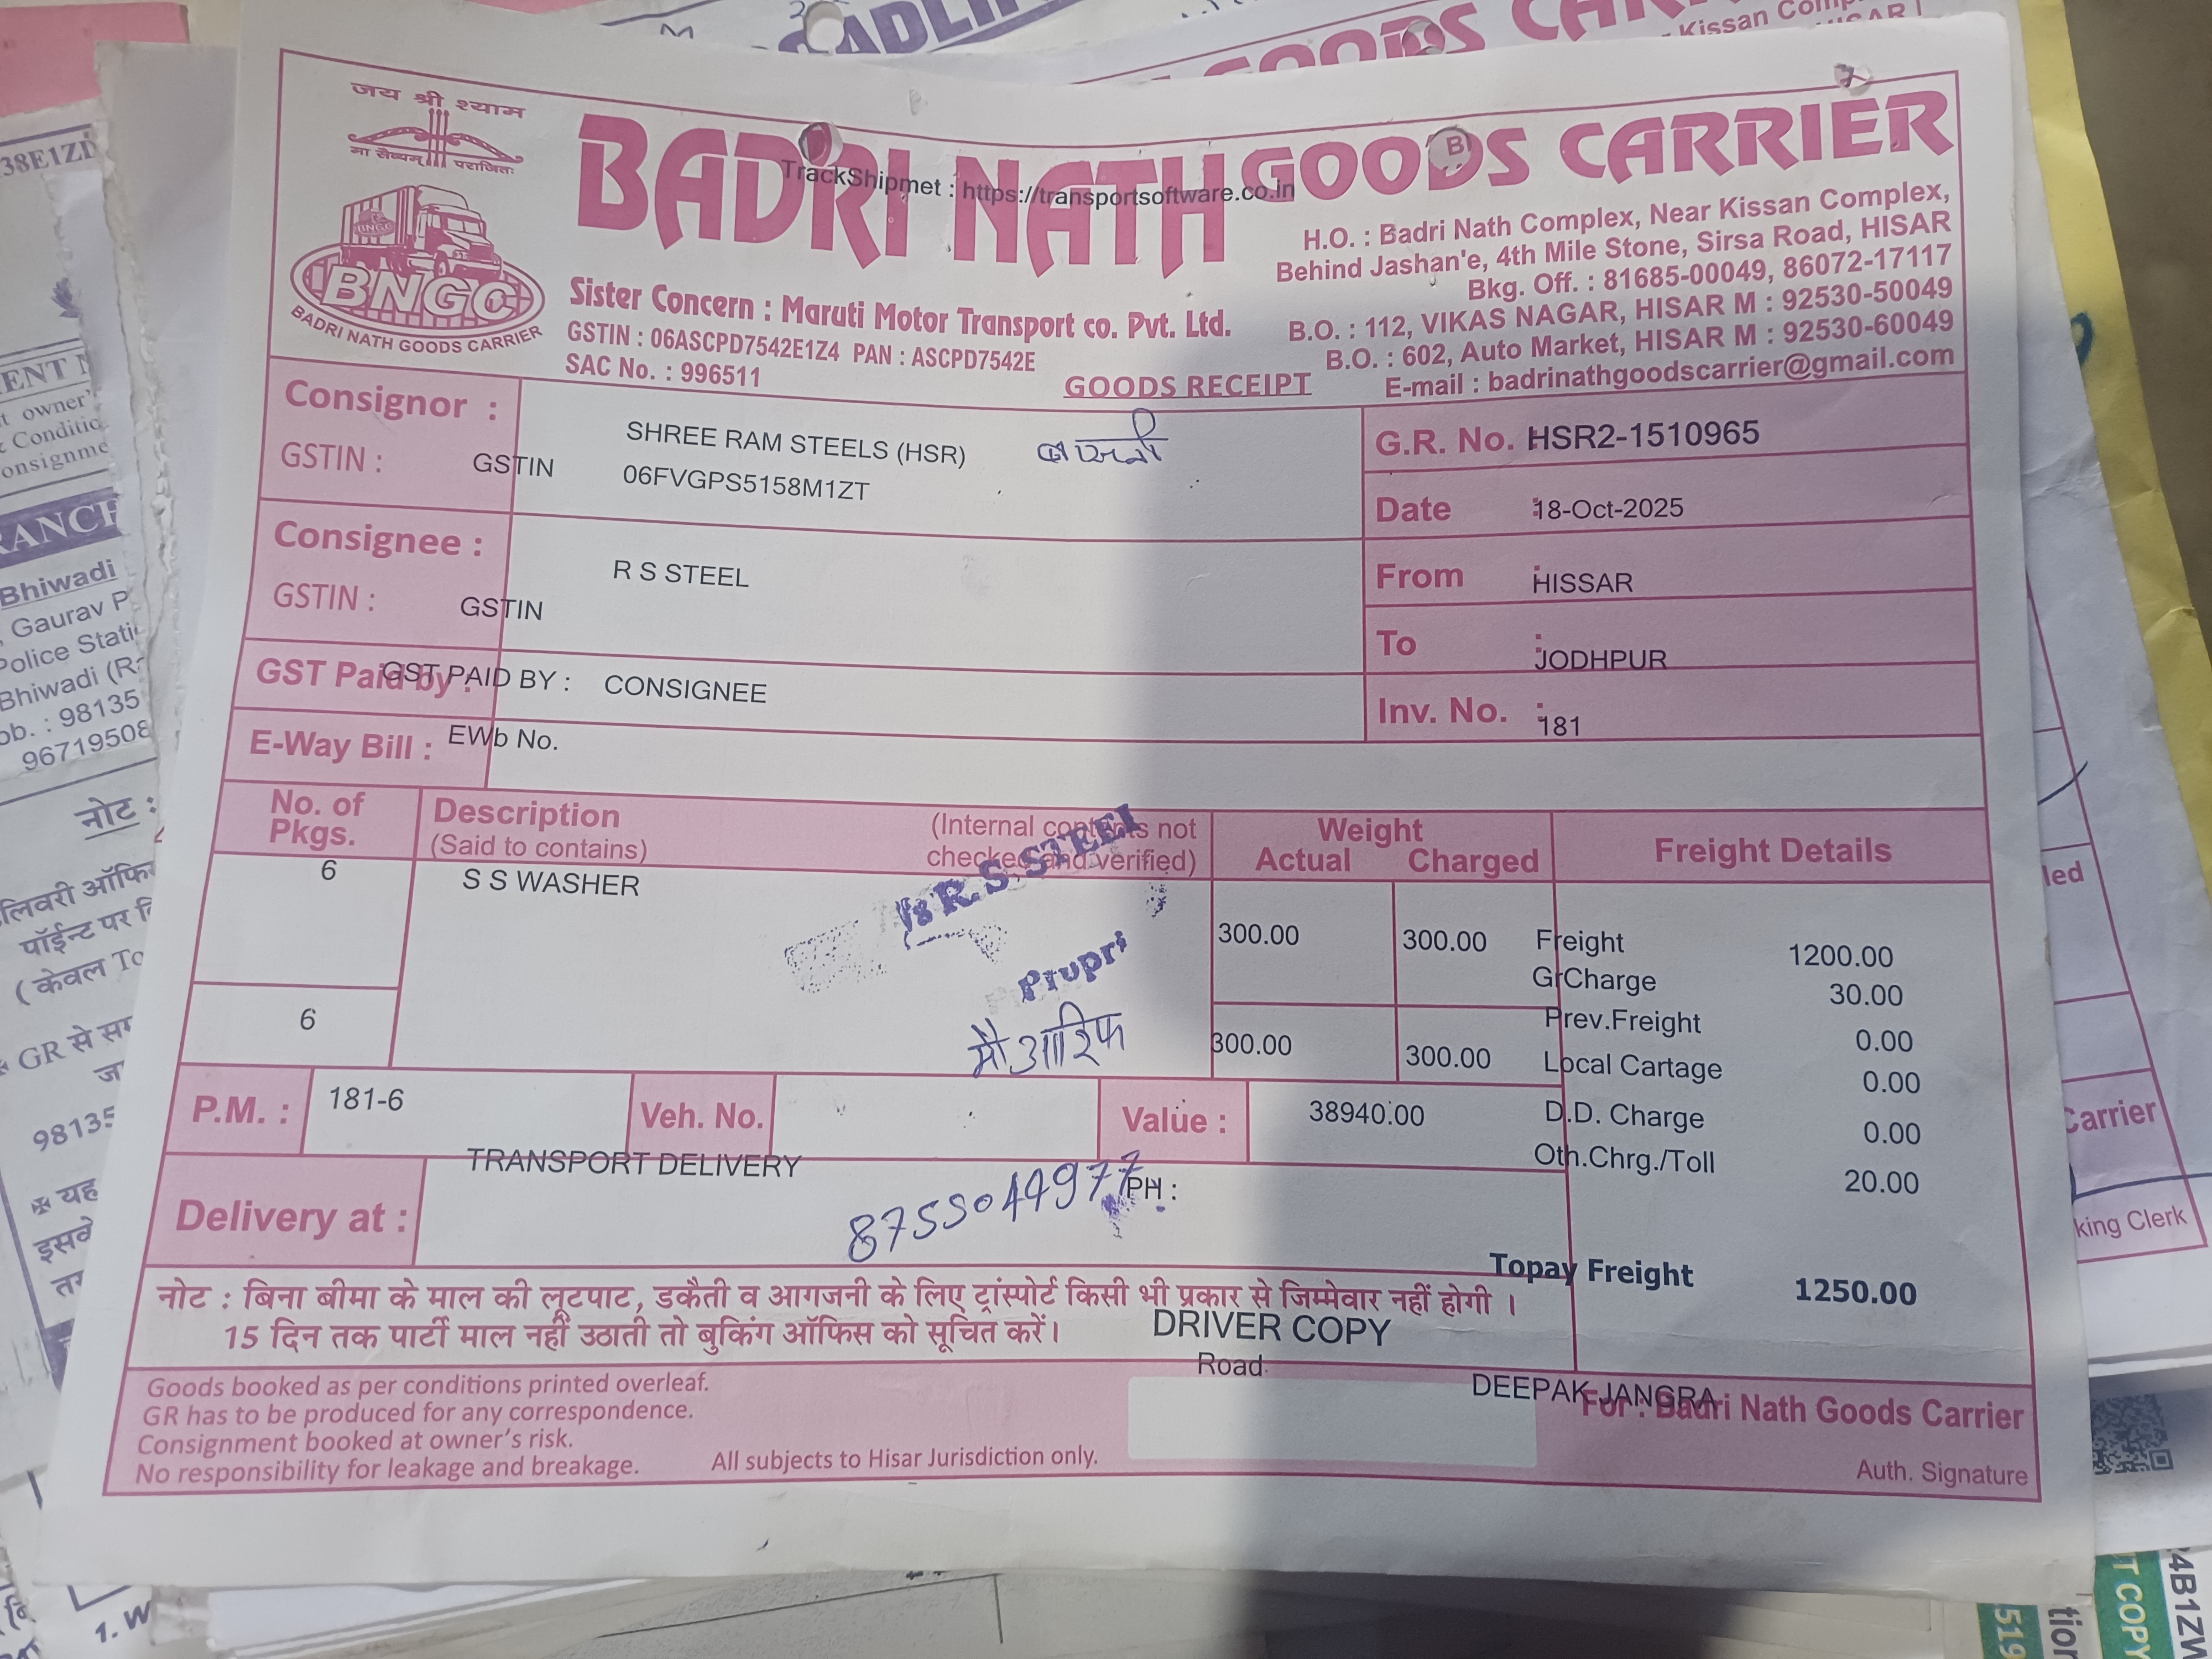 जय श्री श्याम
BADRI NATH GOODS CARRIER
TrackShipmet : https://transportsoftware.co.in
BNGC
BADRI NATH GOODS CARRIER
Sister Concern : Maruti Motor Transport co. Pvt. Ltd.
GSTIN : 06ASCPD7542E1Z4 PAN : ASCPD7542E
SAC No. : 996511
H.O. : Badri Nath Complex, Near Kissan Complex,
Behind Jashan'e, 4th Mile Stone, Sirsa Road, HISAR
Bkg. Off. : 81685-00049, 86072-17117
B.O. : 112, VIKAS NAGAR, HISAR M : 92530-50049
B.O. : 602, Auto Market, HISAR M : 92530-60049
E-mail : badrinathgoodscarrier@gmail.com
GOODS RECEIPT
Consignor : SHREE RAM STEELS (HSR)
GSTIN : GSTIN 06FVGPS5158M1ZT
Consignee : R S STEEL
GSTIN : GSTIN
GST Paid by : GST PAID BY : CONSIGNEE
E-Way Bill : EWb No.
G.R. No. HSR2-1510965
Date : 18-Oct-2025
From : HISSAR
To : JODHPUR
Inv. No. : 181
No. of Pkgs.
Description (Internal contents not
(Said to contains) checked and verified)
Weight
Actual Charged
Freight Details
6 S S WASHER 300.00 300.00
6 300.00 300.00
R.S STEEL
मो आरिफ
Freight 1200.00
GrCharge 30.00
Prev.Freight 0.00
Local Cartage 0.00
D.D. Charge 0.00
Oth.Chrg./Toll 20.00
Topay Freight 1250.00
P.M. : 181-6 Veh. No. Value : 38940.00
TRANSPORT DELIVERY
Delivery at : PH :
नोट : बिना बीमा के माल की लूटपाट, डकैती व आगजनी के लिए ट्रांस्पोर्ट किसी भी प्रकार से जिम्मेवार नहीं होगी ।
15 दिन तक पार्टी माल नहीं उठाती तो बुकिंग ऑफिस को सूचित करें।
DRIVER COPY
Road
DEEPAK JANGRA
For : Badri Nath Goods Carrier
Goods booked as per conditions printed overleaf.
GR has to be produced for any correspondence.
Consignment booked at owner's risk.
No responsibility for leakage and breakage.
All subjects to Hisar Jurisdiction only.
Auth. Signature